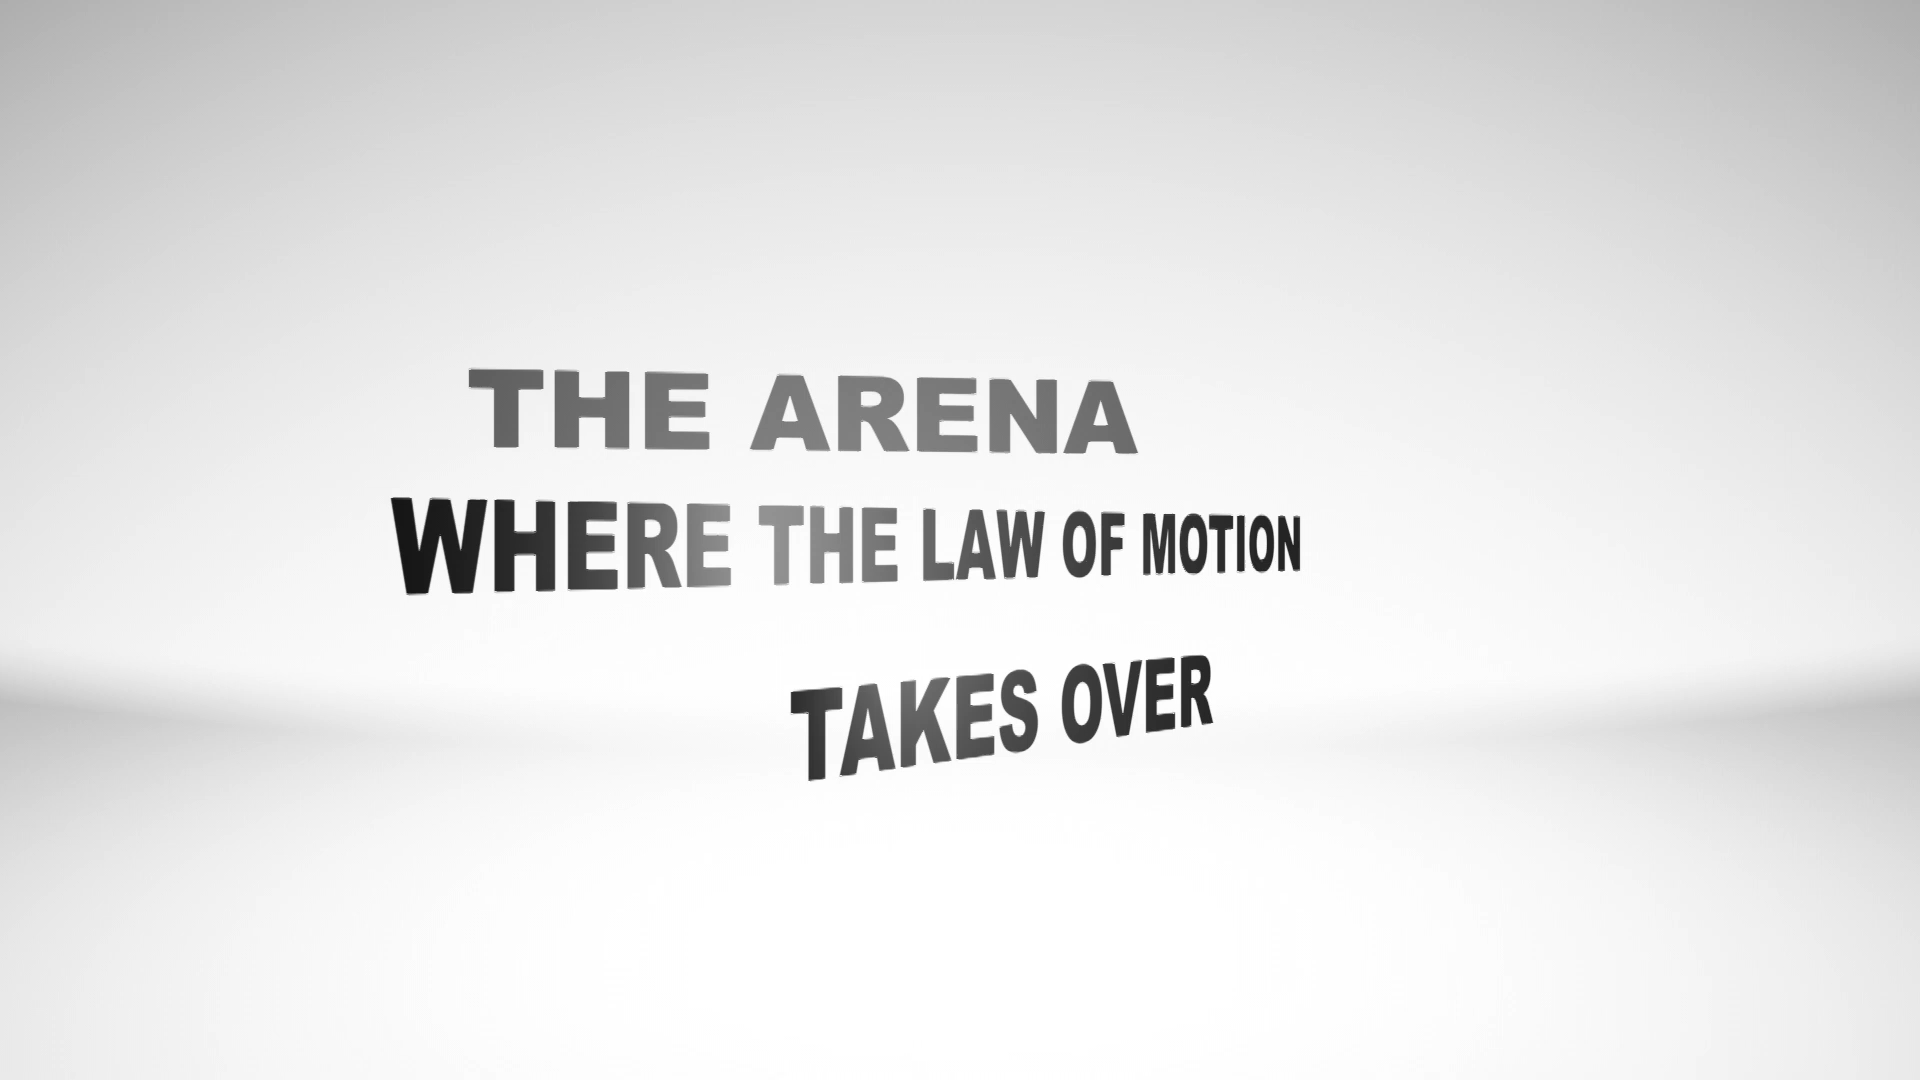 THE ARENA
WHERE THE LAW OF MOTION
TAKES OVER